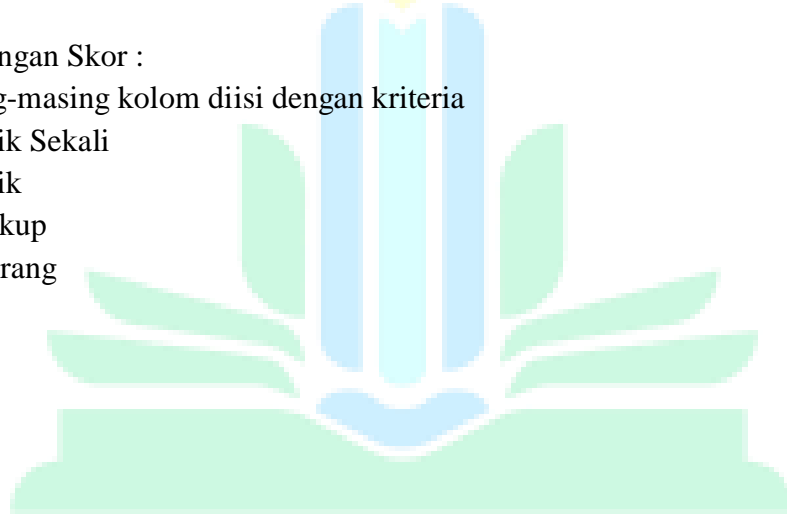 ngan Skor :
g-masing kolom diisi dengan kriteria
ik Sekali
ik
kup
rang